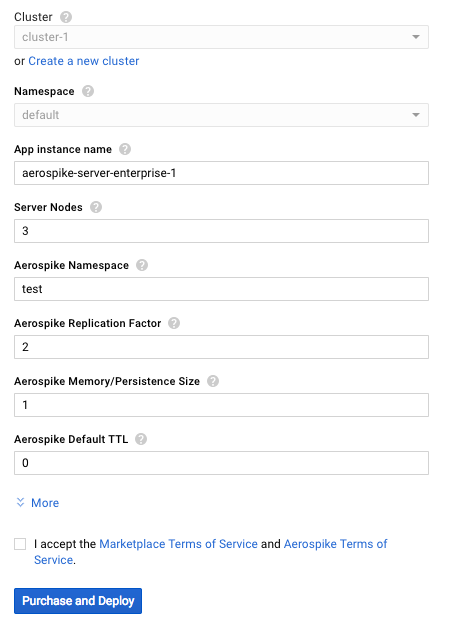 Cluster ?
cluster-1
or Create a new cluster
Namespace ?
default
App instance name ?
aerospike-server-enterprise-1
Server Nodes ?
3
Aerospike Namespace ?
test
Aerospike Replication Factor ?
2
Aerospike Memory/Persistence Size ?
1
Aerospike Default TTL ?
0
More
I accept the Marketplace Terms of Service and Aerospike Terms of
Service.
Purchase and Deploy